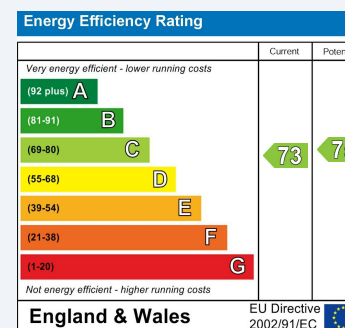 Energy Efficiency Rating
Current
Very energy efficient - lower running costs
(92 plus) A
(81-91) B
(69-80) C
73
(55-68) D
(39-54) E
(21-38) F
(1-20) G
Not energy efficient - higher running costs
England & Wales
EU Directive
2002/91/EC